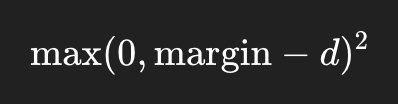 max(0, margin − d)²